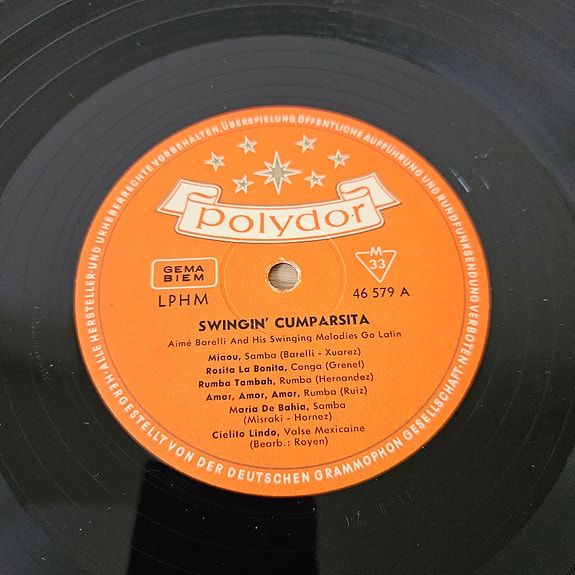 ·ALLE HERSTELLER-UND URHEBERRECHTE VORBEHALTEN, ÜBERSPIELUNG, ÖFFENTLICHE AUFFÜHRUNG UND RUNDFUNKSENDUNG VERBOTEN·
polydor
GEMA
BIEM
LPHM
M
33
46 579 A
SWINGIN' CUMPARSITA
Aimé Barelli And His Swinging Melodies Go Latin
Miaou, Samba (Barelli - Xuarez)
Rosita La Bonita, Conga (Grenet)
Rumba Tambah, Rumba (Hernandez)
Amor, Amor, Amor, Rumba (Ruiz)
Maria De Bahia, Samba
(Misraki - Hornez)
Cielito Lindo, Valse Mexicaine
(Bearb.: Royen)
HERGESTELLT VON DER DEUTSCHEN GRAMMOPHON GESELLSCHAFT